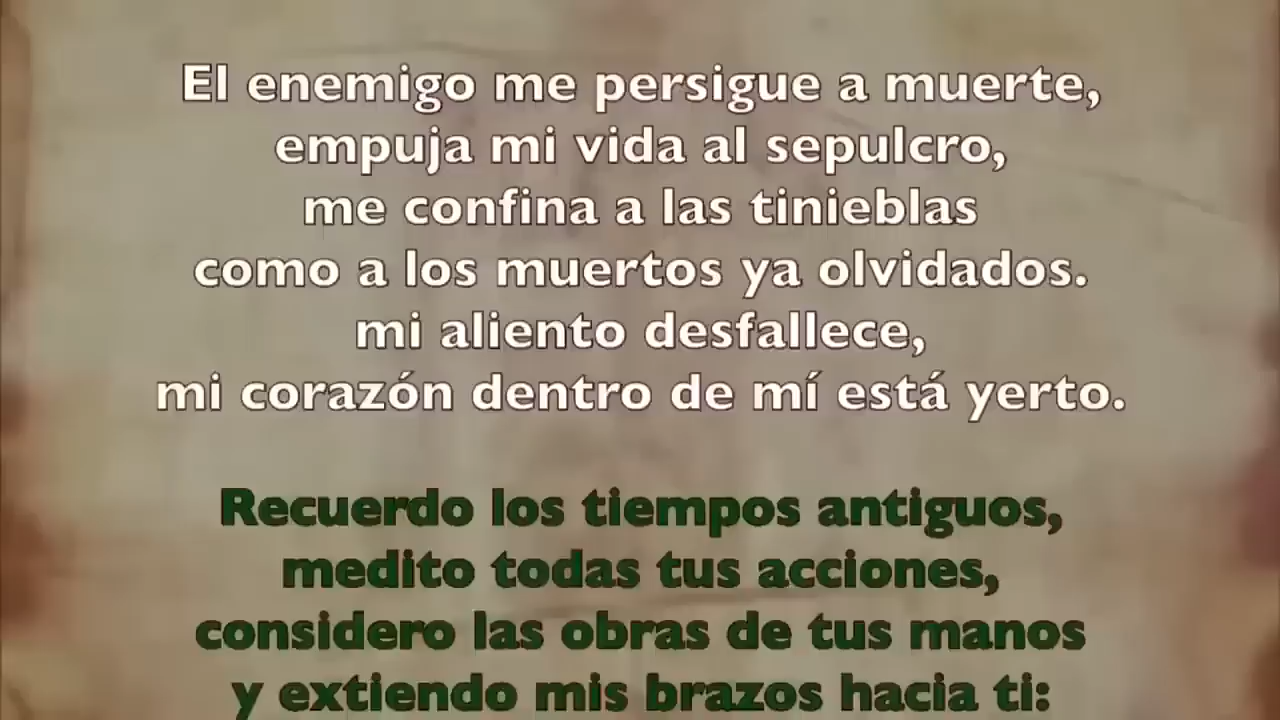 El enemigo me persigue a muerte,
empuja mi vida al sepulcro,
me confina a las tinieblas
como a los muertos ya olvidados.
mi aliento desfallece,
mi corazón dentro de mí está yerto.
Recuerdo los tiempos antiguos,
medito todas tus acciones,
considero las obras de tus manos
y extiendo mis brazos hacia ti: